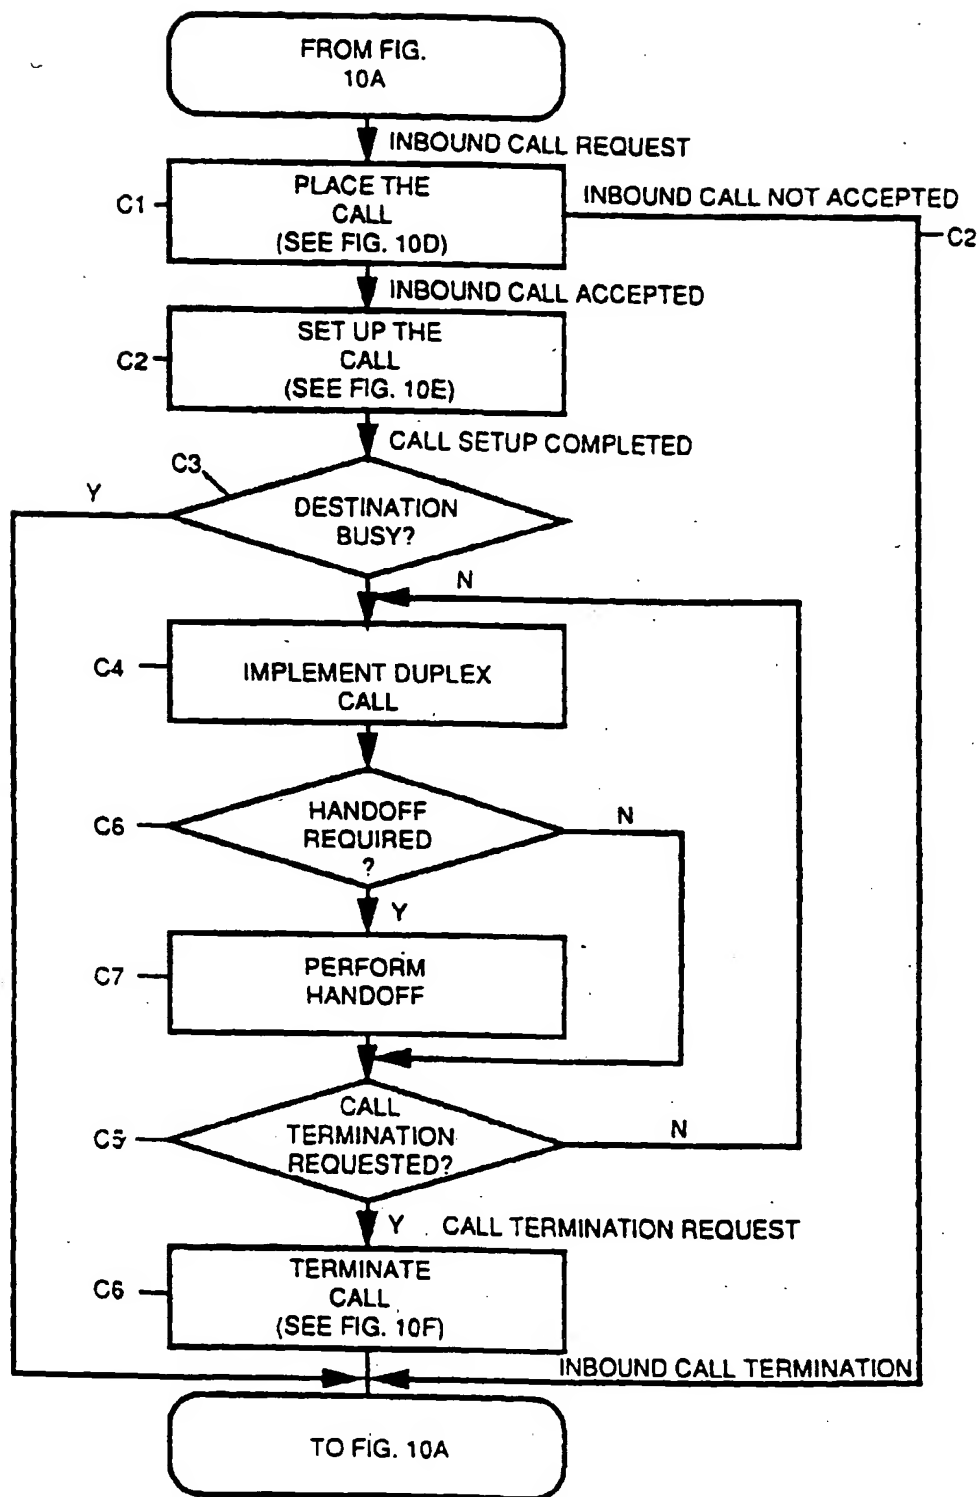 FROM FIG.
10A
INBOUND CALL REQUEST
C1
PLACE THE
CALL
(SEE FIG. 10D)
INBOUND CALL NOT ACCEPTED
C2
INBOUND CALL ACCEPTED
C2
SET UP THE
CALL
(SEE FIG. 10E)
CALL SETUP COMPLETED
C3
Y
DESTINATION
BUSY?
N
C4
IMPLEMENT DUPLEX
CALL
C6
HANDOFF
REQUIRED
?
N
Y
C7
PERFORM
HANDOFF
C5
CALL
TERMINATION
REQUESTED?
N
Y
CALL TERMINATION REQUEST
C6
TERMINATE
CALL
(SEE FIG. 10F)
INBOUND CALL TERMINATION
TO FIG. 10A